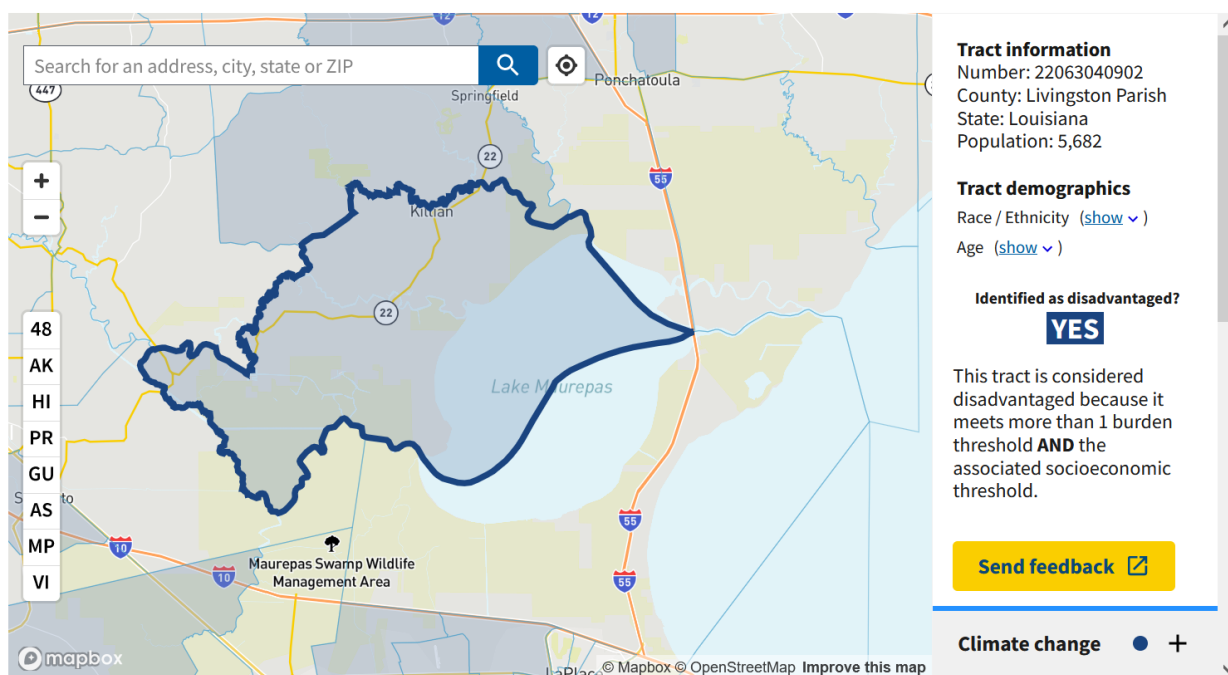 12
12
Search for an address, city, state or ZIP
Ponchatoula
447
Springfield
22
55
Killian
22
Lake Maurepas
+
−
48
AK
HI
PR
GU
AS
MP
VI
10
55
Maurepas Swamp Wildlife
Management Area
10
55
mapbox
LaPlace
© Mapbox © OpenStreetMap Improve this map
Tract information
Number: 22063040902
County: Livingston Parish
State: Louisiana
Population: 5,682
Tract demographics
Race / Ethnicity (show )
Age (show )
Identified as disadvantaged?
YES
This tract is considered
disadvantaged because it
meets more than 1 burden
threshold AND the
associated socioeconomic
threshold.
Send feedback
Climate change +